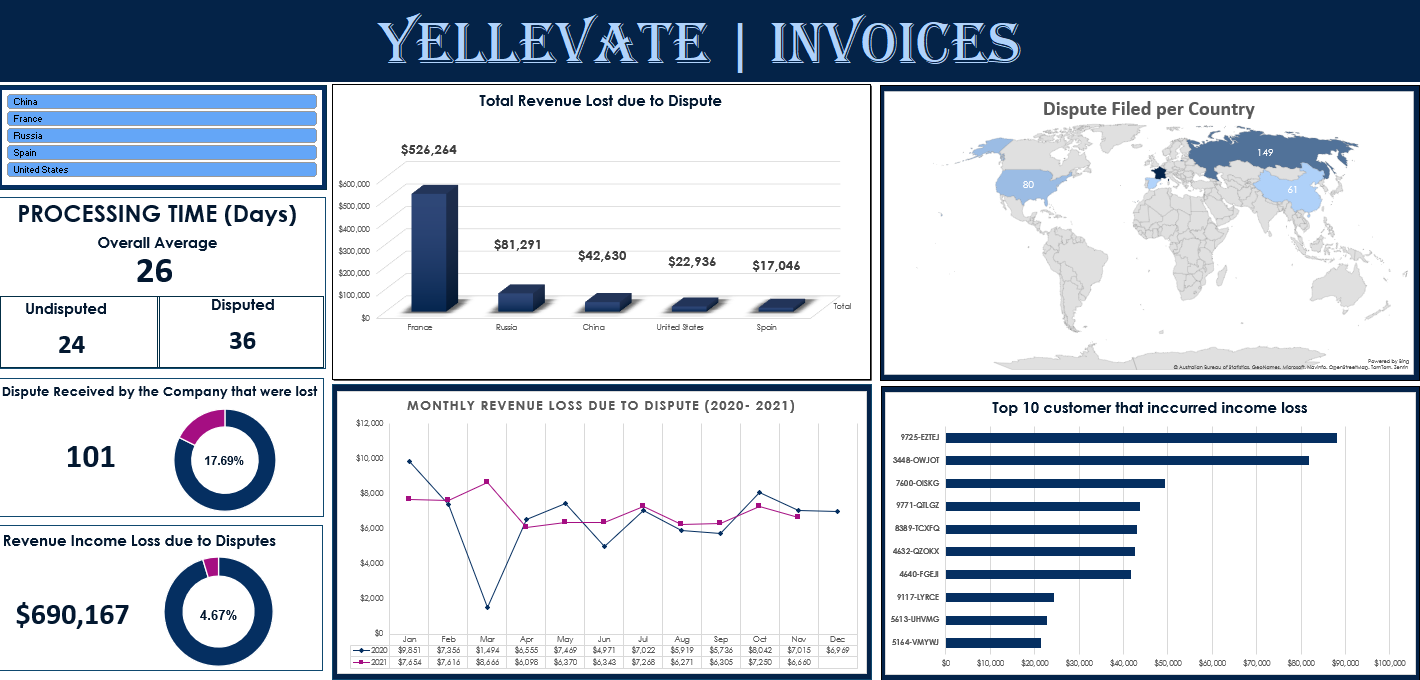 YELLEVATE | INVOICES
China
France
Russia
Spain
United States
PROCESSING TIME (Days)
Overall Average
26
Undisputed
24
Disputed
36
Dispute Received by the Company that were lost
101
17.69%
Revenue Income Loss due to Disputes
$690,167
4.67%
Total Revenue Lost due to Dispute
$526,264
$81,291
$42,630
$22,936
$17,046
$600,000
$500,000
$400,000
$300,000
$200,000
$100,000
$0
Total
France Russia China United States Spain
MONTHLY REVENUE LOSS DUE TO DISPUTE (2020- 2021)
$12,000
$10,000
$8,000
$6,000
$4,000
$2,000
$0
Jan Feb Mar Apr May Jun Jul Aug Sep Oct Nov Dec
2020 $9,851 $7,356 $1,494 $6,555 $7,469 $4,971 $7,022 $5,919 $5,736 $8,042 $7,015 $6,969
2021 $7,654 $7,616 $8,666 $6,098 $6,370 $6,343 $7,268 $6,271 $6,305 $7,250 $6,660
Dispute Filed per Country
149
80
61
Powered by Bing
© Australian Bureau of Statistics, GeoNames, Microsoft, Navinfo, OpenStreetMap, TomTom, Zenrin
Top 10 customer that inccurred income loss
9725-EZTEJ
3448-OWJOT
7600-OISKG
9771-QTLGZ
8389-TCXFQ
4632-QZOKX
4640-FGEJI
9117-LYRCE
5613-UHVMG
5164-VMYWJ
$0 $10,000 $20,000 $30,000 $40,000 $50,000 $60,000 $70,000 $80,000 $90,000 $100,000